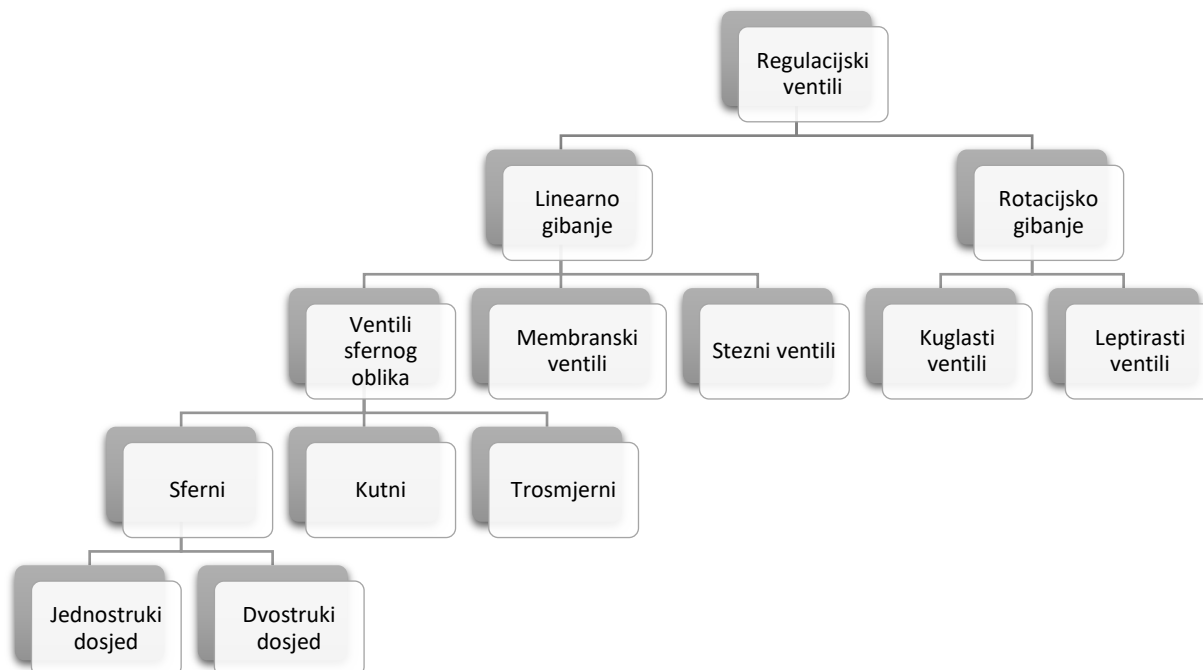 Regulacijski
ventili
Linearno
gibanje
Rotacijsko
gibanje
Ventili
sfernog
oblika
Membranski
ventili
Stezni ventili
Kuglasti
ventili
Leptirasti
ventili
Sferni
Kutni
Trosmjerni
Jednostruki
dosjed
Dvostruki
dosjed